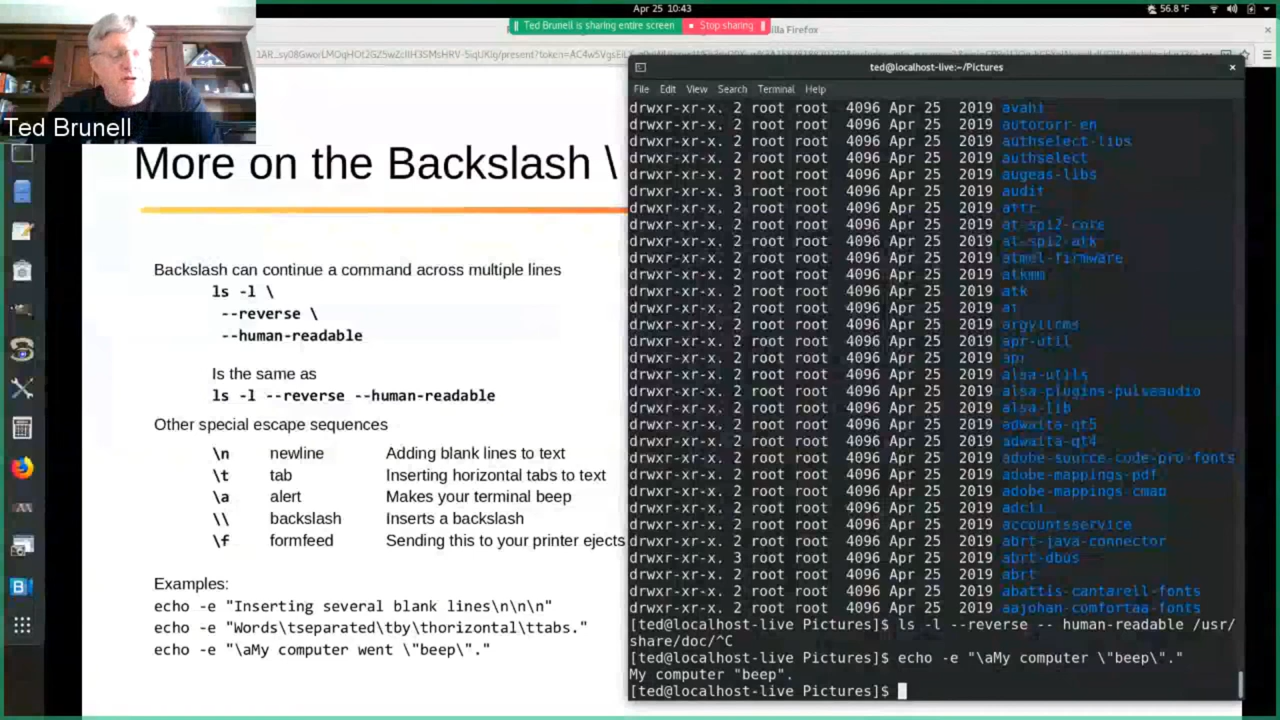 Apr 25 10:43
56.8 °F
Ted Brunell is sharing entire screen
Stop sharing
Ted Brunell
More on the Backslash \
Backslash can continue a command across multiple lines
ls -l \
--reverse \
--human-readable
Is the same as
ls -l --reverse --human-readable
Other special escape sequences
\n newline Adding blank lines to text
\t tab Inserting horizontal tabs to text
\a alert Makes your terminal beep
\\ backslash Inserts a backslash
\f formfeed Sending this to your printer ejects
Examples:
echo -e "Inserting several blank lines\n\n\n"
echo -e "Words\tseparated\tby\thorizontal\ttabs."
echo -e "\aMy computer went \"beep\"."
ted@localhost-live:~/Pictures
File Edit View Search Terminal Help
drwxr-xr-x. 2 root root 4096 Apr 25 2019 avahi
drwxr-xr-x. 2 root root 4096 Apr 25 2019 autocorr-en
drwxr-xr-x. 2 root root 4096 Apr 25 2019 authselect-libs
drwxr-xr-x. 2 root root 4096 Apr 25 2019 authselect
drwxr-xr-x. 2 root root 4096 Apr 25 2019 augeas-libs
drwxr-xr-x. 3 root root 4096 Apr 25 2019 audit
drwxr-xr-x. 2 root root 4096 Apr 25 2019 attr
drwxr-xr-x. 2 root root 4096 Apr 25 2019 at-spi2-core
drwxr-xr-x. 2 root root 4096 Apr 25 2019 at-spi2-atk
drwxr-xr-x. 2 root root 4096 Apr 25 2019 atmel-firmware
drwxr-xr-x. 2 root root 4096 Apr 25 2019 atkmm
drwxr-xr-x. 2 root root 4096 Apr 25 2019 atk
drwxr-xr-x. 2 root root 4096 Apr 25 2019 at
drwxr-xr-x. 2 root root 4096 Apr 25 2019 argyllcms
drwxr-xr-x. 2 root root 4096 Apr 25 2019 apr-util
drwxr-xr-x. 2 root root 4096 Apr 25 2019 apr
drwxr-xr-x. 2 root root 4096 Apr 25 2019 alsa-utils
drwxr-xr-x. 2 root root 4096 Apr 25 2019 alsa-plugins-pulseaudio
drwxr-xr-x. 2 root root 4096 Apr 25 2019 alsa-lib
drwxr-xr-x. 2 root root 4096 Apr 25 2019 adwaita-qt5
drwxr-xr-x. 2 root root 4096 Apr 25 2019 adwaita-qt4
drwxr-xr-x. 2 root root 4096 Apr 25 2019 adobe-source-code-pro-fonts
drwxr-xr-x. 2 root root 4096 Apr 25 2019 adobe-mappings-pdf
drwxr-xr-x. 2 root root 4096 Apr 25 2019 adobe-mappings-cmap
drwxr-xr-x. 2 root root 4096 Apr 25 2019 adcli
drwxr-xr-x. 2 root root 4096 Apr 25 2019 accountsservice
drwxr-xr-x. 2 root root 4096 Apr 25 2019 abrt-java-connector
drwxr-xr-x. 3 root root 4096 Apr 25 2019 abrt-dbus
drwxr-xr-x. 2 root root 4096 Apr 25 2019 abrt
drwxr-xr-x. 2 root root 4096 Apr 25 2019 abattis-cantarell-fonts
drwxr-xr-x. 2 root root 4096 Apr 25 2019 aajohan-comfortaa-fonts
[ted@localhost-live Pictures]$ ls -l --reverse -- human-readable /usr/
share/doc/^C
[ted@localhost-live Pictures]$ echo -e "\aMy computer \"beep\"."
My computer "beep".
[ted@localhost-live Pictures]$